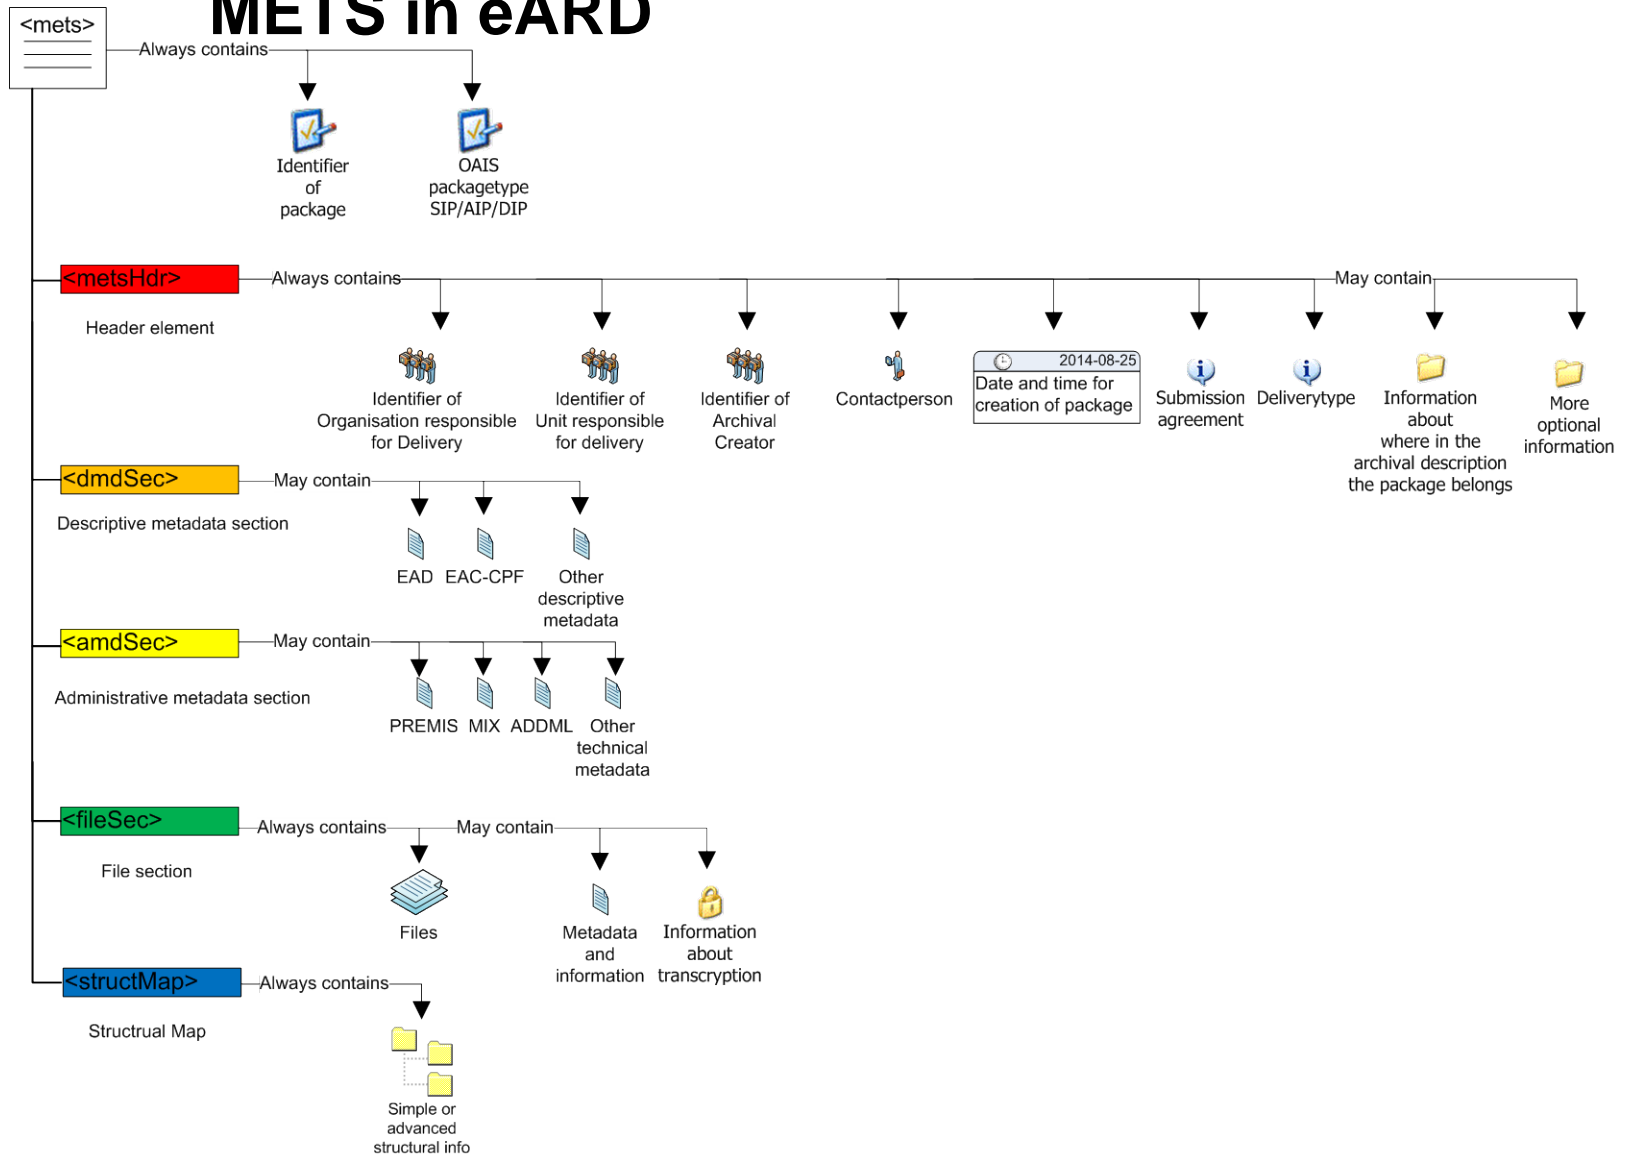 METS in eARD
<mets>
Always contains
Identifier
of
package
OAIS
packagetype
SIP/AIP/DIP
<metsHdr>
Always contains
May contain
Header element
Identifier of
Organisation responsible
for Delivery
Identifier of
Unit responsible
for delivery
Identifier of
Archival
Creator
Contactperson
2014-08-25
Date and time for
creation of package
Submission
agreement
Deliverytype
Information
about
where in the
archival description
the package belongs
More
optional
information
<dmdSec>
May contain
Descriptive metadata section
EAD
EAC-CPF
Other
descriptive
metadata
<amdSec>
May contain
Administrative metadata section
PREMIS
MIX
ADDML
Other
technical
metadata
<fileSec>
Always contains
May contain
File section
Files
Metadata
and
information
Information
about
transcryption
<structMap>
Always contains
Structrual Map
Simple or
advanced
structural info